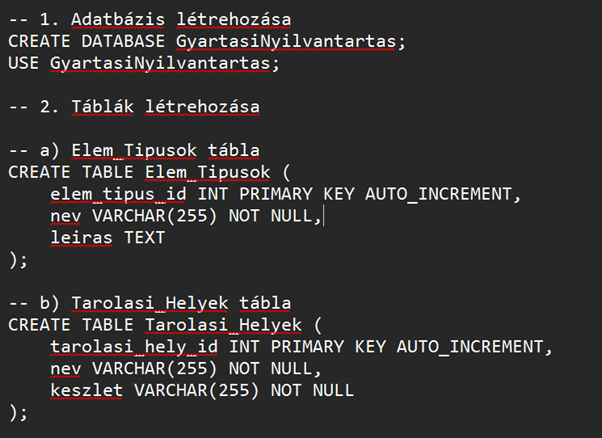 -- 1. Adatbázis létrehozása
CREATE DATABASE GyartasiNyilvantartas;
USE GyartasiNyilvantartas;
-- 2. Táblák létrehozása
-- a) Elem_Tipusok tábla
CREATE TABLE Elem_Tipusok (
    elem_tipus_id INT PRIMARY KEY AUTO_INCREMENT,
    nev VARCHAR(255) NOT NULL,
    leiras TEXT
);
-- b) Tarolasi_Helyek tábla
CREATE TABLE Tarolasi_Helyek (
    tarolasi_hely_id INT PRIMARY KEY AUTO_INCREMENT,
    nev VARCHAR(255) NOT NULL,
    keszlet VARCHAR(255) NOT NULL
);